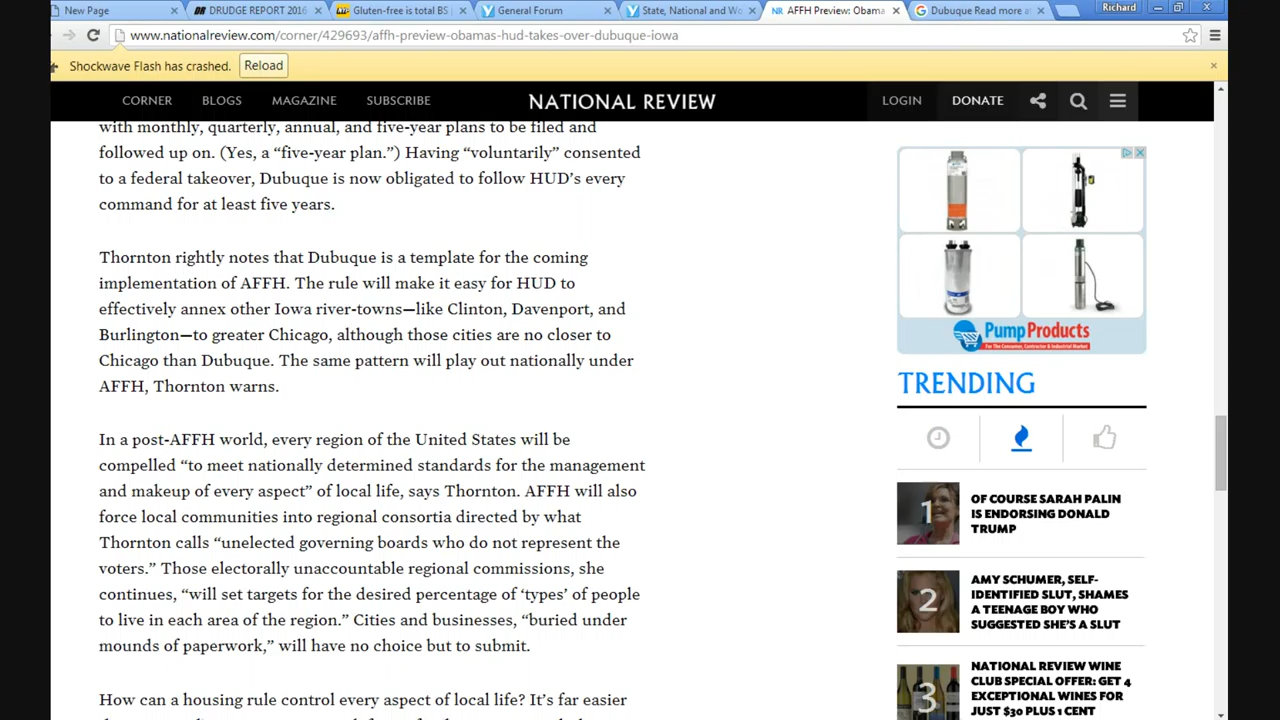 New Page
DRUDGE REPORT 2016
Gluten-free is total BS
General Forum
State, National and Wo
AFFH Preview: Obama
Dubuque Read more a
Richard
www.nationalreview.com/corner/429693/affh-preview-obamas-hud-takes-over-dubuque-iowa
Shockwave Flash has crashed. Reload
CORNER BLOGS MAGAZINE SUBSCRIBE NATIONAL REVIEW LOGIN DONATE
with monthly, quarterly, annual, and five-year plans to be filed and
followed up on. (Yes, a “five-year plan.”) Having “voluntarily” consented
to a federal takeover, Dubuque is now obligated to follow HUD’s every
command for at least five years.
Thornton rightly notes that Dubuque is a template for the coming
implementation of AFFH. The rule will make it easy for HUD to
effectively annex other Iowa river-towns—like Clinton, Davenport, and
Burlington—to greater Chicago, although those cities are no closer to
Chicago than Dubuque. The same pattern will play out nationally under
AFFH, Thornton warns.
In a post-AFFH world, every region of the United States will be
compelled “to meet nationally determined standards for the management
and makeup of every aspect” of local life, says Thornton. AFFH will also
force local communities into regional consortia directed by what
Thornton calls “unelected governing boards who do not represent the
voters.” Those electorally unaccountable regional commissions, she
continues, “will set targets for the desired percentage of ‘types’ of people
to live in each area of the region.” Cities and businesses, “buried under
mounds of paperwork,” will have no choice but to submit.
How can a housing rule control every aspect of local life? It’s far easier
Pump Products
For The Consumer, Contractor & Industrial Market
TRENDING
1
OF COURSE SARAH PALIN
IS ENDORSING DONALD
TRUMP
2
AMY SCHUMER, SELF-
IDENTIFIED SLUT, SHAMES
A TEENAGE BOY WHO
SUGGESTED SHE’S A SLUT
3
NATIONAL REVIEW WINE
CLUB SPECIAL OFFER: GET 4
EXCEPTIONAL WINES FOR
JUST $30 PLUS 1 CENT